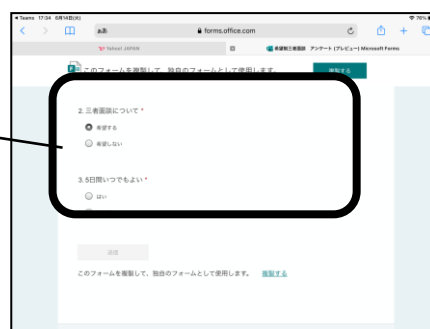 Teams 17:34 6月14日(火)
76%
ああ
forms.office.com
Yahoo! JAPAN
希望制三者面談 アンケート (プレビュー) Microsoft Forms
このフォームを複製して、独自のフォームとして使用します。
複製する
2. 三者面談について *
希望する
希望しない
3. 5日間いつでもよい *
はい
送信
このフォームを複製して、独自のフォームとして使用します。 複製する